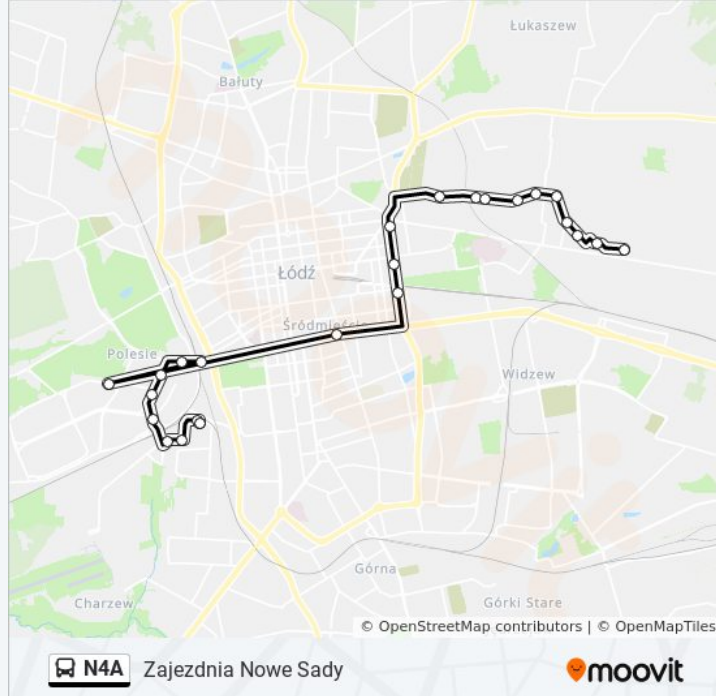 Łukaszew
Bałuty
Łódź
Śródmieście
Polesie
Widzew
Górna
Charzew
Górki Stare
© OpenStreetMap contributors | © OpenMapTiles
N4A Zajezdnia Nowe Sady
moovit